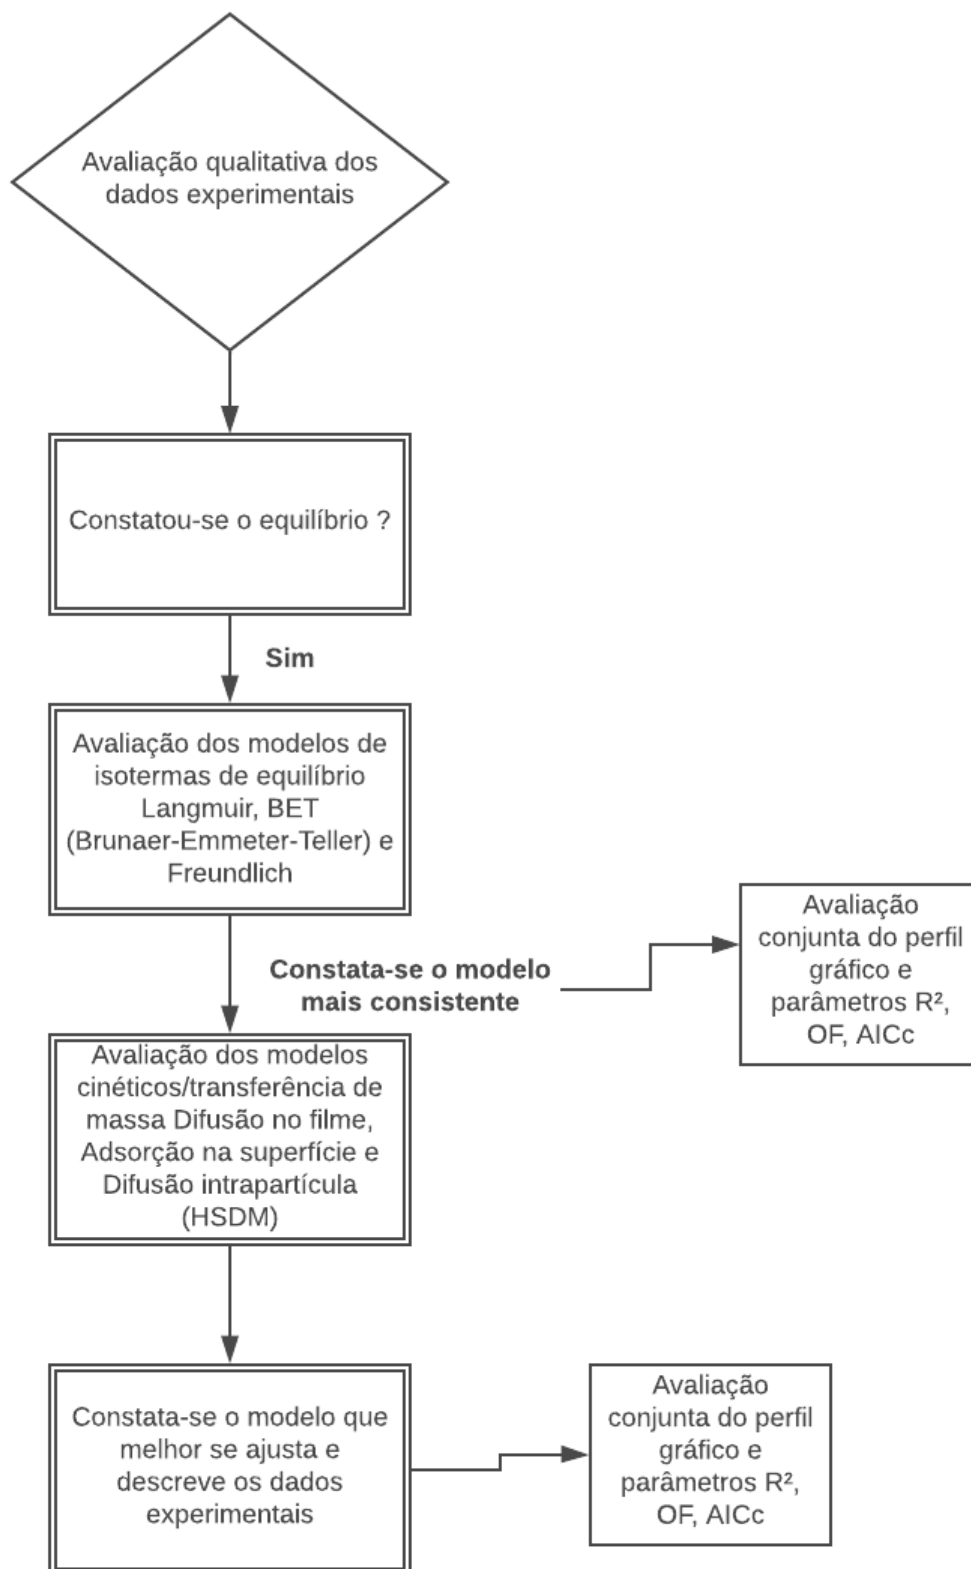 Avaliação qualitativa dos
dados experimentais
Constatou-se o equilíbrio ?
Sim
Avaliação dos modelos de
isotermas de equilíbrio
Langmuir, BET
(Brunaer-Emmeter-Teller) e
Freundlich
Constata-se o modelo
mais consistente
Avaliação
conjunta do perfil
gráfico e
parâmetros R²,
OF, AICc
Avaliação dos modelos
cinéticos/transferência de
massa Difusão no filme,
Adsorção na superfície e
Difusão intrapartícula
(HSDM)
Constata-se o modelo que
melhor se ajusta e
descreve os dados
experimentais
Avaliação
conjunta do perfil
gráfico e
parâmetros R²,
OF, AICc